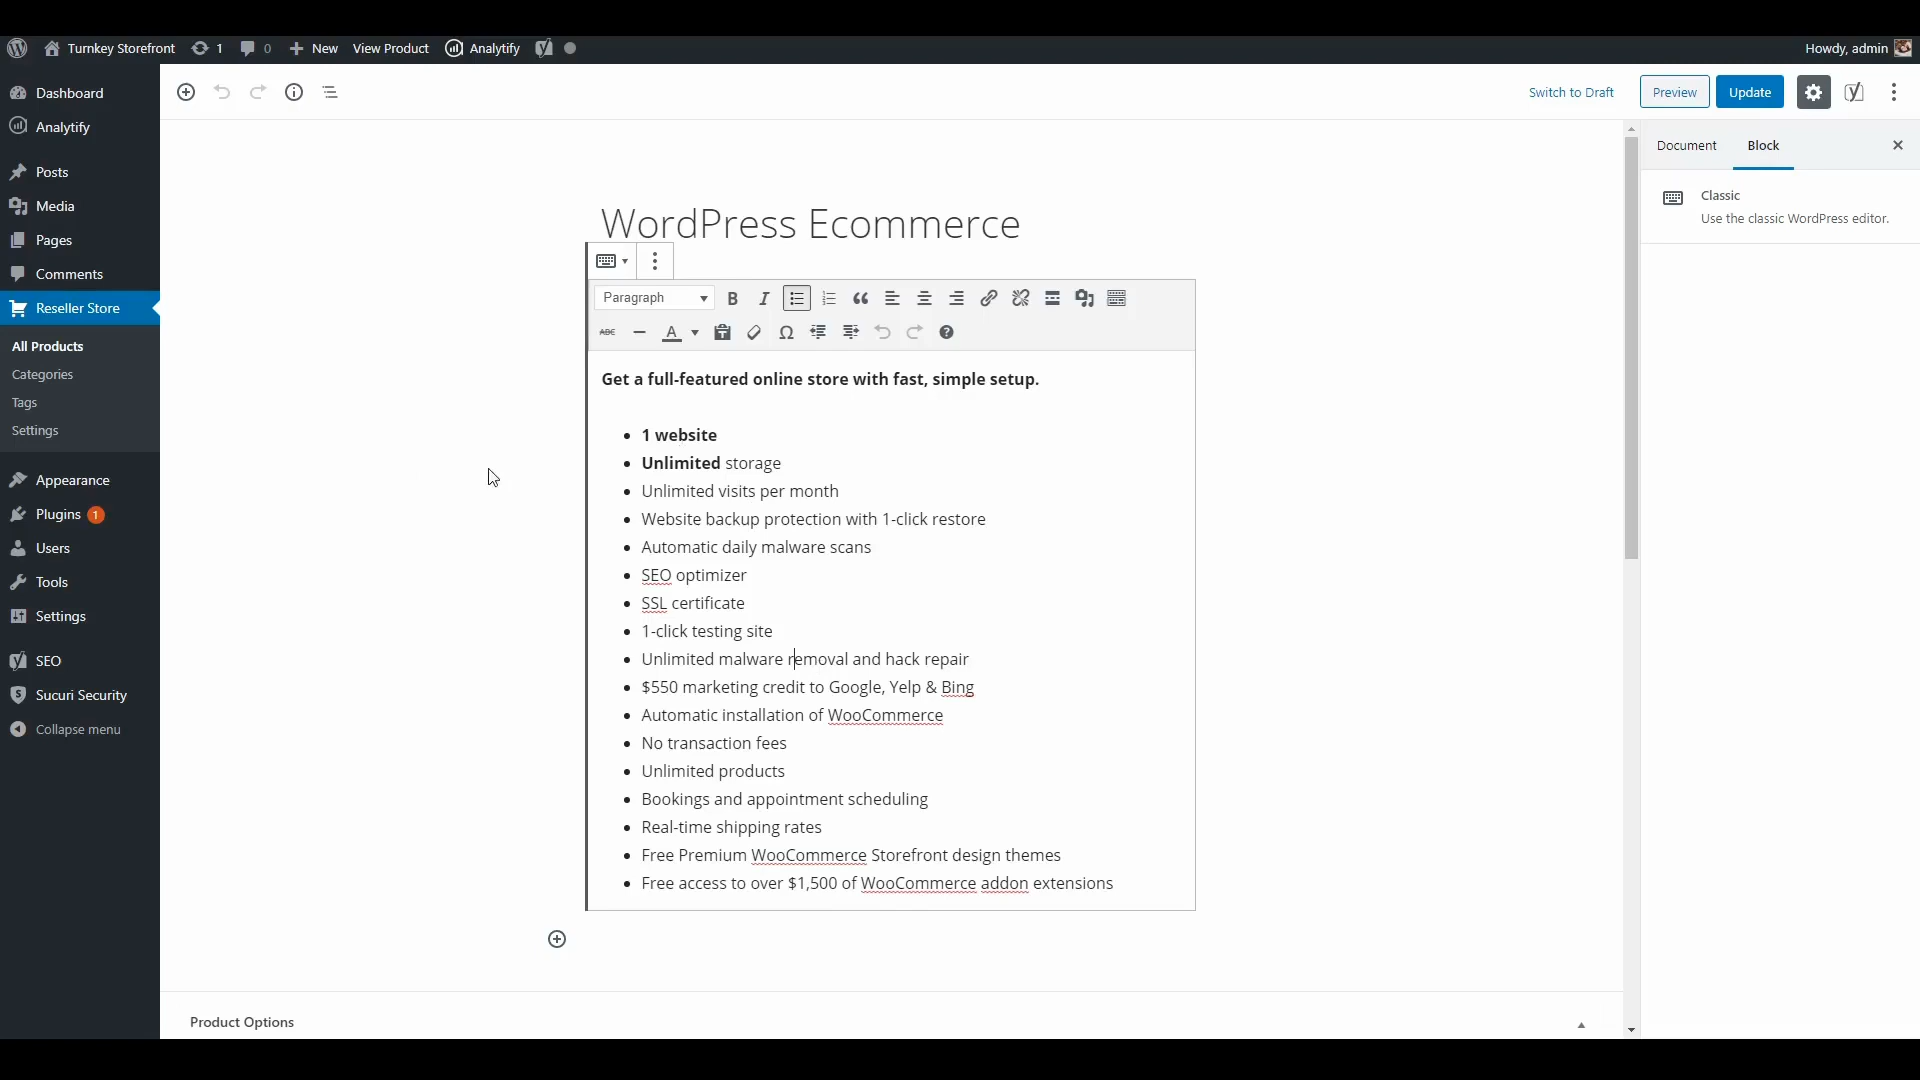 Turnkey Storefront 1 0 New View Product Analytify Howdy, admin
Dashboard
Analytify
Posts
Media
Pages
Comments
Reseller Store
All Products
Categories
Tags
Settings
Appearance
Plugins 1
Users
Tools
Settings
SEO
Sucuri Security
Collapse menu
Switch to Draft Preview Update
Document Block
Classic
Use the classic WordPress editor.
WordPress Ecommerce
Paragraph B I
ABC A Ω
Get a full-featured online store with fast, simple setup.
1 website
Unlimited storage
Unlimited visits per month
Website backup protection with 1-click restore
Automatic daily malware scans
SEO optimizer
SSL certificate
1-click testing site
Unlimited malware removal and hack repair
$550 marketing credit to Google, Yelp & Bing
Automatic installation of WooCommerce
No transaction fees
Unlimited products
Bookings and appointment scheduling
Real-time shipping rates
Free Premium WooCommerce Storefront design themes
Free access to over $1,500 of WooCommerce addon extensions
Product Options